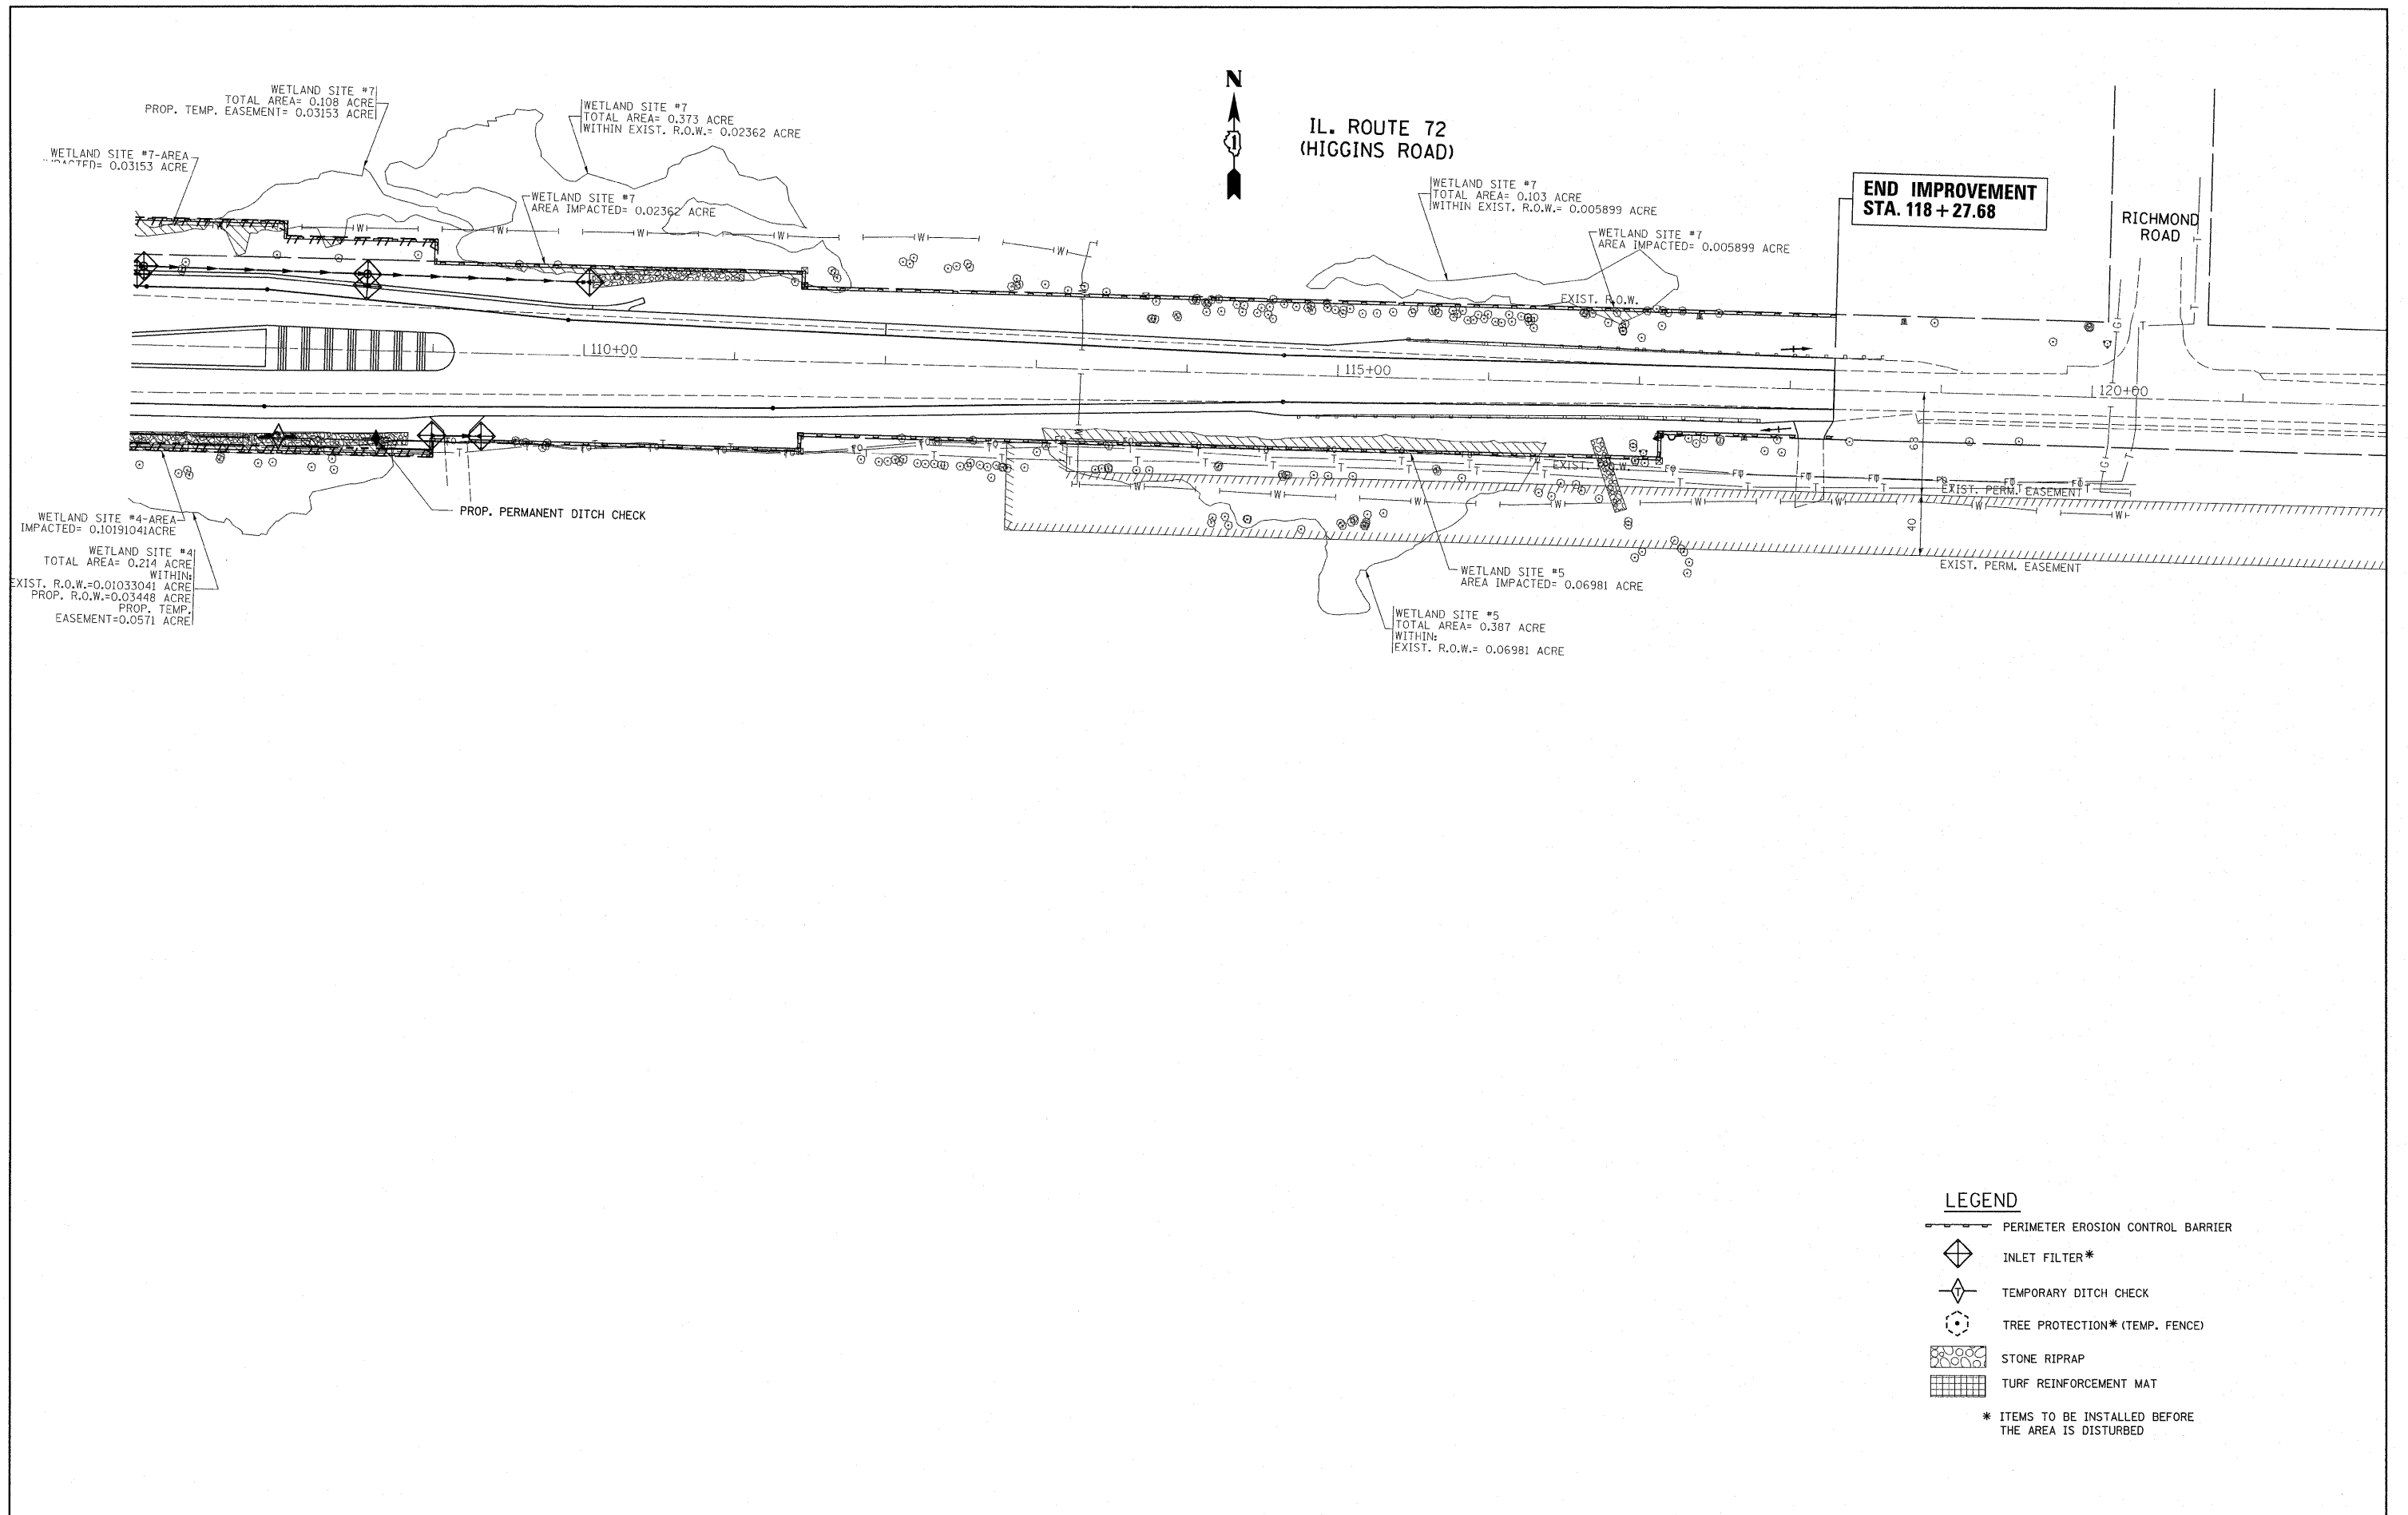 WETLAND SITE #7
TOTAL AREA= 0.108 ACRE
PROP. TEMP. EASEMENT= 0.03153 ACRE
WETLAND SITE #7
TOTAL AREA= 0.373 ACRE
WITHIN EXIST. R.O.W.= 0.02362 ACRE
WETLAND SITE #7-AREA
= 0.03153 ACRE
WETLAND SITE #7
AREA IMPACTED= 0.02362 ACRE
N
1
IL. ROUTE 72
(HIGGINS ROAD)
WETLAND SITE #7
TOTAL AREA= 0.103 ACRE
WITHIN EXIST. R.O.W.= 0.005899 ACRE
WETLAND SITE #7
AREA IMPACTED= 0.005899 ACRE
END IMPROVEMENT
STA. 118+27.68
RICHMOND
ROAD
EXIST. R.O.W.
110+00
115+00
120+00
68
40
EXIST. R.O.W.
EXIST. PERM. EASEMENT
EXIST. PERM. EASEMENT
PROP. PERMANENT DITCH CHECK
WETLAND SITE #4-AREA
IMPACTED= 0.10191041ACRE
WETLAND SITE #4
TOTAL AREA= 0.214 ACRE
WITHIN:
EXIST. R.O.W.=0.01033041 ACRE
PROP. R.O.W.=0.03448 ACRE
PROP. TEMP.
EASEMENT=0.0571 ACRE
WETLAND SITE #5
AREA IMPACTED= 0.06981 ACRE
WETLAND SITE #5
TOTAL AREA= 0.387 ACRE
WITHIN:
EXIST. R.O.W.= 0.06981 ACRE
LEGEND
PERIMETER EROSION CONTROL BARRIER
INLET FILTER*
T TEMPORARY DITCH CHECK
TREE PROTECTION* (TEMP. FENCE)
STONE RIPRAP
TURF REINFORCEMENT MAT
* ITEMS TO BE INSTALLED BEFORE
THE AREA IS DISTURBED